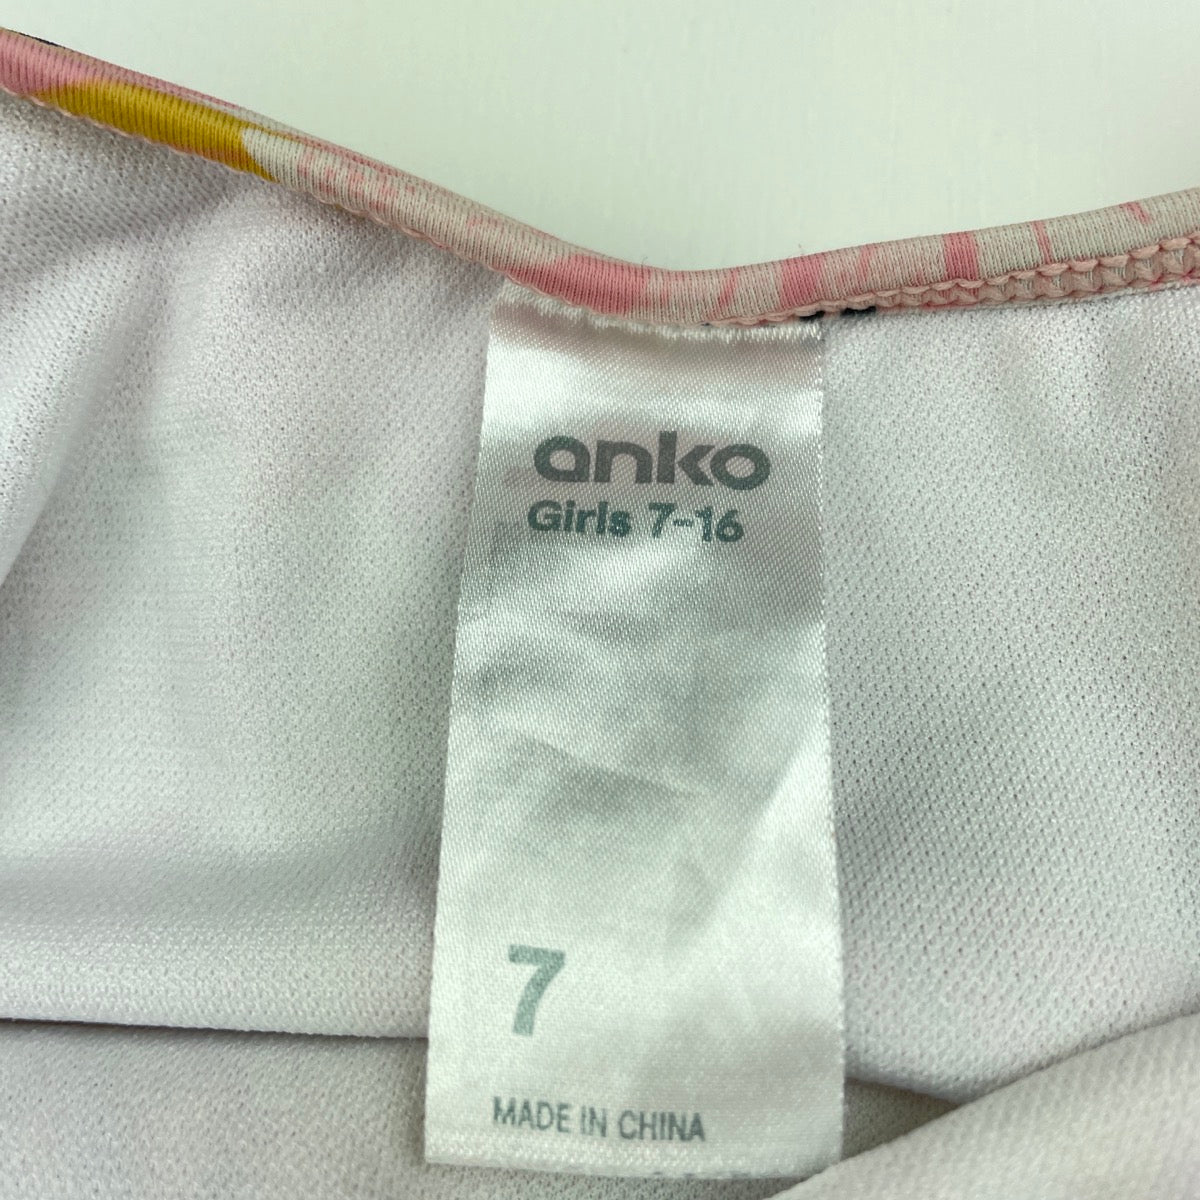 anko
Girls 7-16
7
MADE IN CHINA